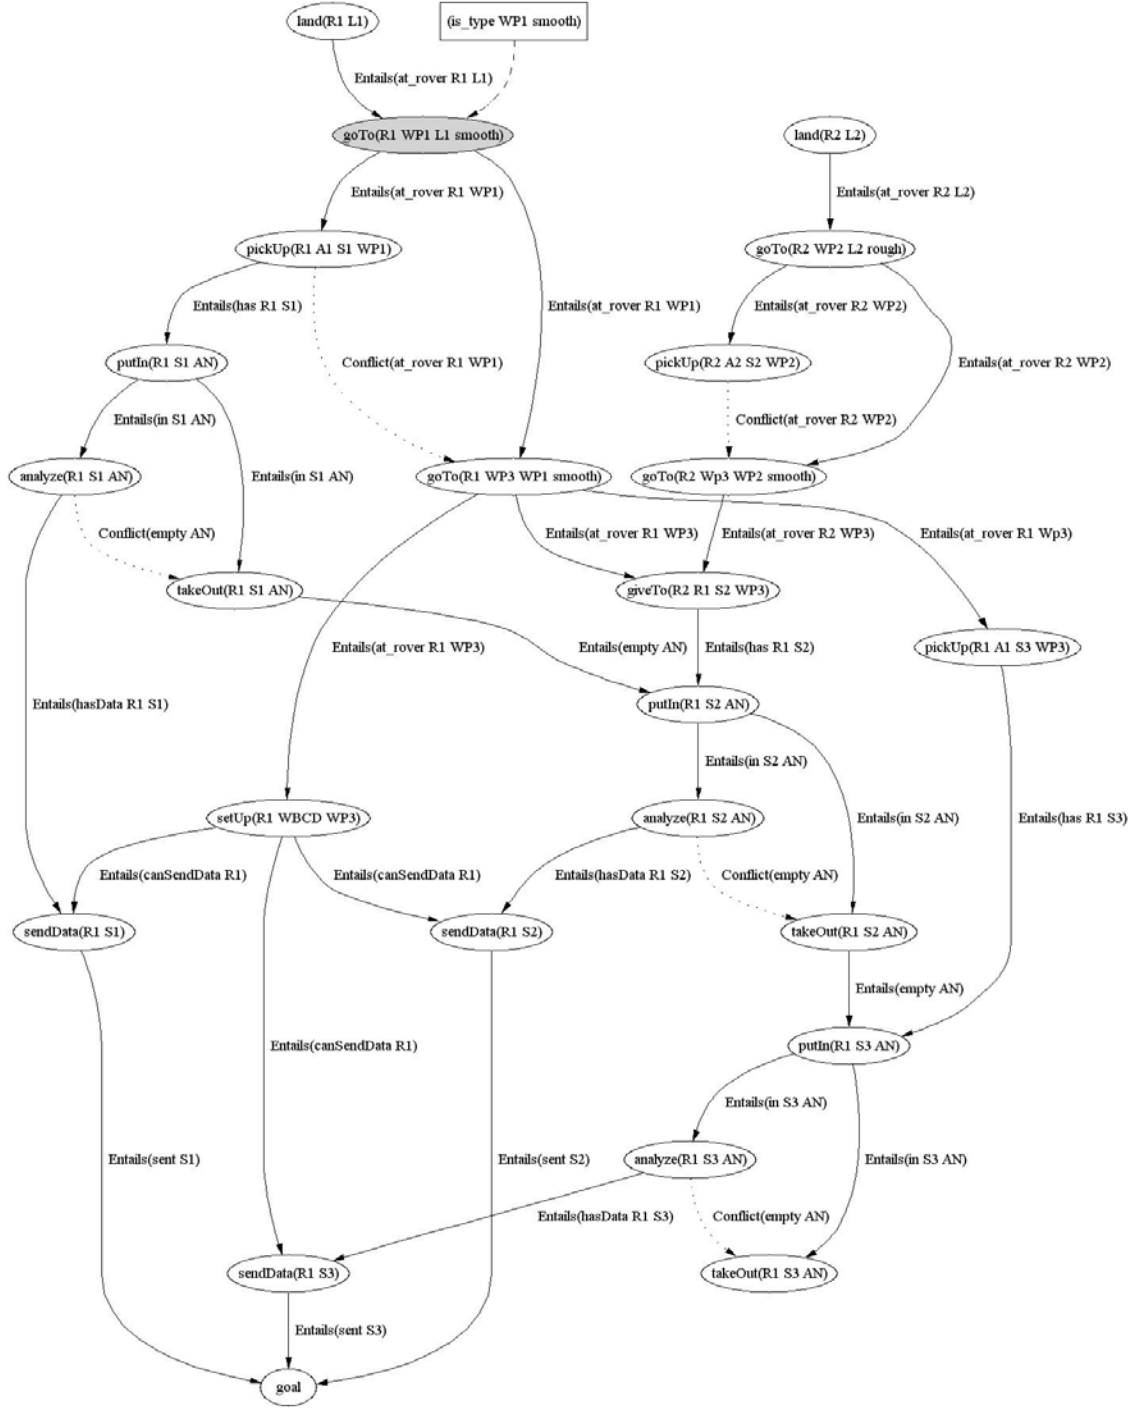 land(R1 L1)
(is_type WP1 smooth)
Entails(at_rover R1 L1)
goTo(R1 WP1 L1 smooth)
land(R2 L2)
Entails(at_rover R1 WP1)
Entails(at_rover R2 L2)
pickUp(R1 A1 S1 WP1)
goTo(R2 WP2 L2 rough)
Entails(has R1 S1)
Entails(at_rover R1 WP1)
Entails(at_rover R2 WP2)
putIn(R1 S1 AN)
Conflict(at_rover R1 WP1)
pickUp(R2 A2 S2 WP2)
Entails(at_rover R2 WP2)
Entails(in S1 AN)
Conflict(at_rover R2 WP2)
analyze(R1 S1 AN)
Entails(in S1 AN)
goTo(R1 WP3 WP1 smooth)
goTo(R2 Wp3 WP2 smooth)
Conflict(empty AN)
Entails(at_rover R1 WP3)
Entails(at_rover R2 WP3)
Entails(at_rover R1 Wp3)
takeOut(R1 S1 AN)
giveTo(R2 R1 S2 WP3)
Entails(at_rover R1 WP3)
Entails(empty AN)
Entails(has R1 S2)
pickUp(R1 A1 S3 WP3)
Entails(hasData R1 S1)
putIn(R1 S2 AN)
Entails(in S2 AN)
setUp(R1 WBCD WP3)
analyze(R1 S2 AN)
Entails(in S2 AN)
Entails(has R1 S3)
Entails(canSendData R1)
Entails(canSendData R1)
Entails(hasData R1 S2)
Conflict(empty AN)
sendData(R1 S1)
sendData(R1 S2)
takeOut(R1 S2 AN)
Entails(empty AN)
Entails(canSendData R1)
putIn(R1 S3 AN)
Entails(in S3 AN)
Entails(sent S1)
Entails(sent S2)
analyze(R1 S3 AN)
Entails(in S3 AN)
Entails(hasData R1 S3)
Conflict(empty AN)
sendData(R1 S3)
takeOut(R1 S3 AN)
Entails(sent S3)
goal